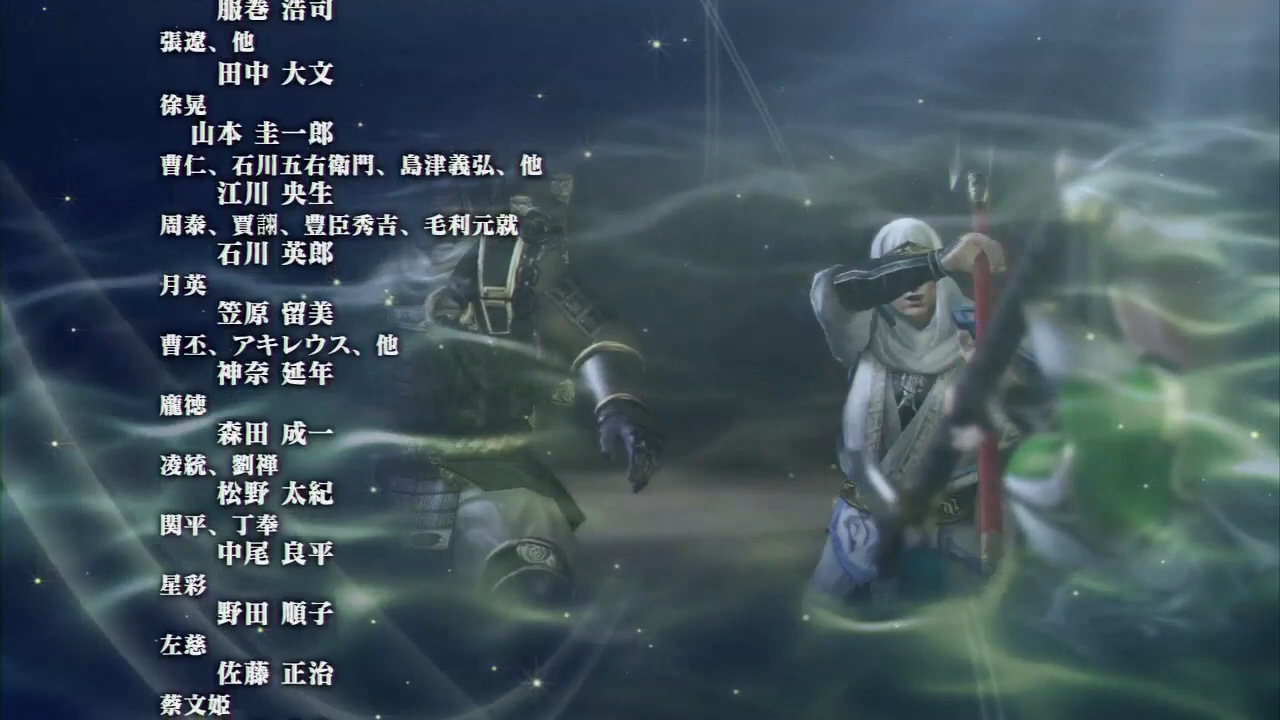 服巻 浩司
張遼、他
田中 大文
徐晃
山本 圭一郎
曹仁、石川五右衛門、島津義弘、他
江川 央生
周泰、賈詡、豊臣秀吉、毛利元就
石川 英郎
月英
笠原 留美
曹丕、アキレウス、他
神奈 延年
龐徳
森田 成一
凌統、劉禅
松野 太紀
関平、丁奉
中尾 良平
星彩
野田 順子
左慈
佐藤 正治
蔡文姫